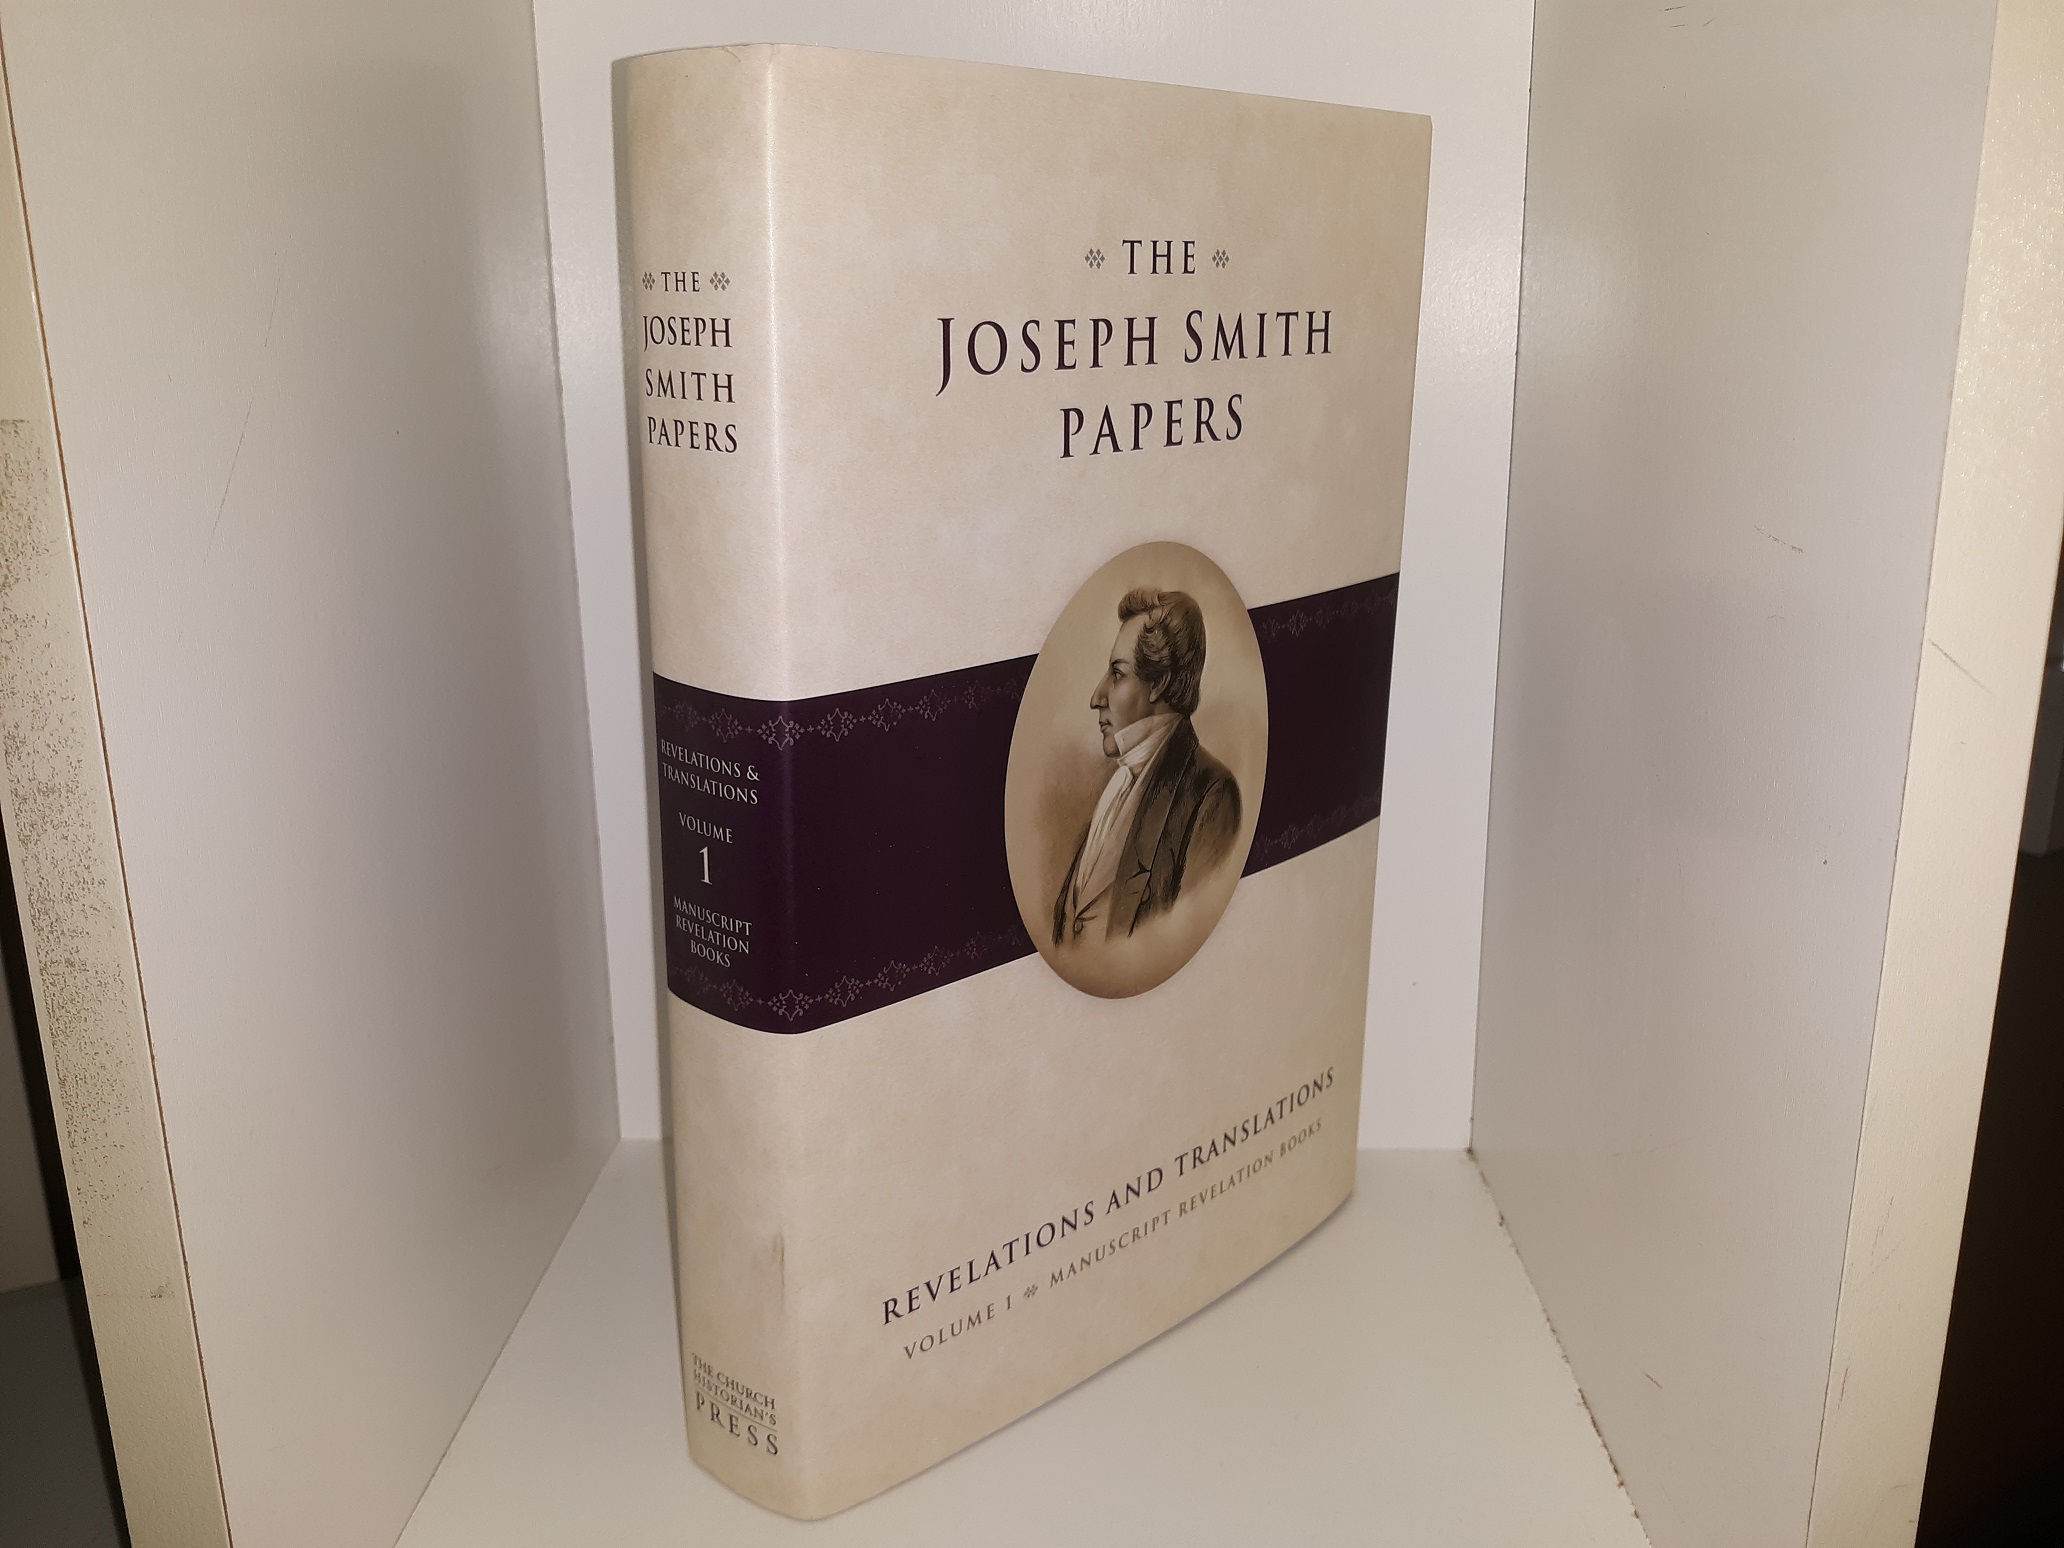 THE
JOSEPH
SMITH
PAPERS
REVELATIONS &
TRANSLATIONS
VOLUME
1
MANUSCRIPT
REVELATION
BOOKS
THE CHURCH
HISTORIAN'S
PRESS
THE
JOSEPH SMITH
PAPERS
REVELATIONS AND TRANSLATIONS
VOLUME 1 MANUSCRIPT REVELATION BOOKS